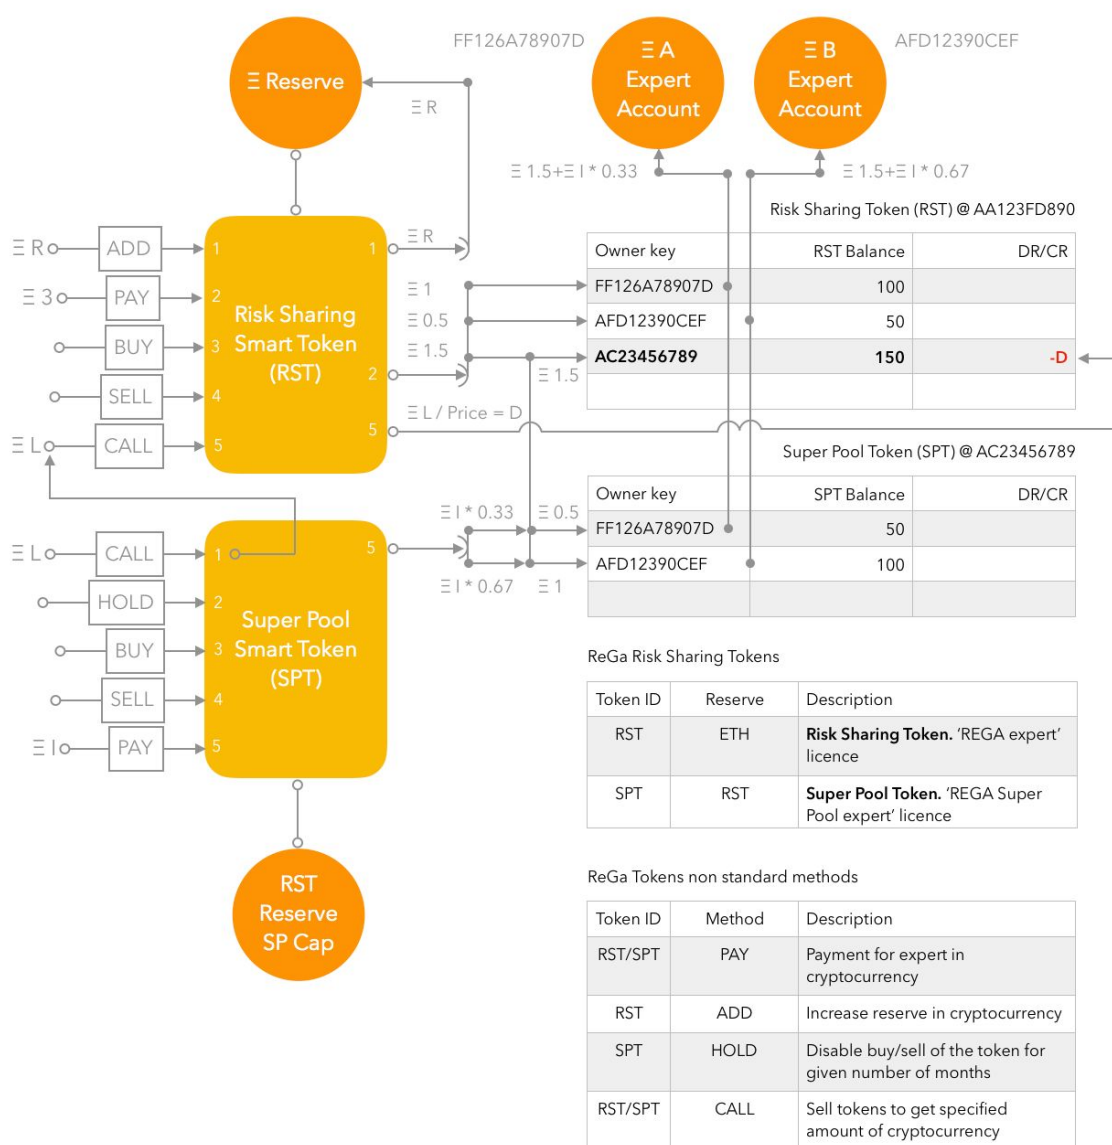 FF126A78907D
Ξ A
Expert
Account
Ξ B
Expert
Account
AFD12390CEF
Ξ Reserve
Ξ R
Ξ 1.5+Ξ I * 0.33
Ξ 1.5+Ξ I * 0.67
Risk Sharing Token (RST) @ AA123FD890
Owner key RST Balance DR/CR
FF126A78907D 100
AFD12390CEF 50
AC23456789 150 -D
Ξ R ADD 1
Ξ 3 PAY 2
BUY 3
SELL 4
Ξ L CALL 5
Risk Sharing
Smart Token
(RST)
1 Ξ R
Ξ 1
Ξ 0.5
Ξ 1.5
2
Ξ 1.5
Ξ L / Price = D
5
Super Pool Token (SPT) @ AC23456789
Owner key SPT Balance DR/CR
FF126A78907D 50
AFD12390CEF 100
Ξ L CALL 1
HOLD 2
BUY 3
SELL 4
Ξ I PAY 5
Super Pool
Smart Token
(SPT)
5
Ξ I * 0.33 Ξ 0.5
Ξ I * 0.67 Ξ 1
RST
Reserve
SP Cap
ReGa Risk Sharing Tokens
Token ID Reserve Description
RST ETH Risk Sharing Token. ‘REGA expert’
licence
SPT RST Super Pool Token. ‘REGA Super
Pool expert’ licence
ReGa Tokens non standard methods
Token ID Method Description
RST/SPT PAY Payment for expert in
cryptocurrency
RST ADD Increase reserve in cryptocurrency
SPT HOLD Disable buy/sell of the token for
given number of months
RST/SPT CALL Sell tokens to get specified
amount of cryptocurrency